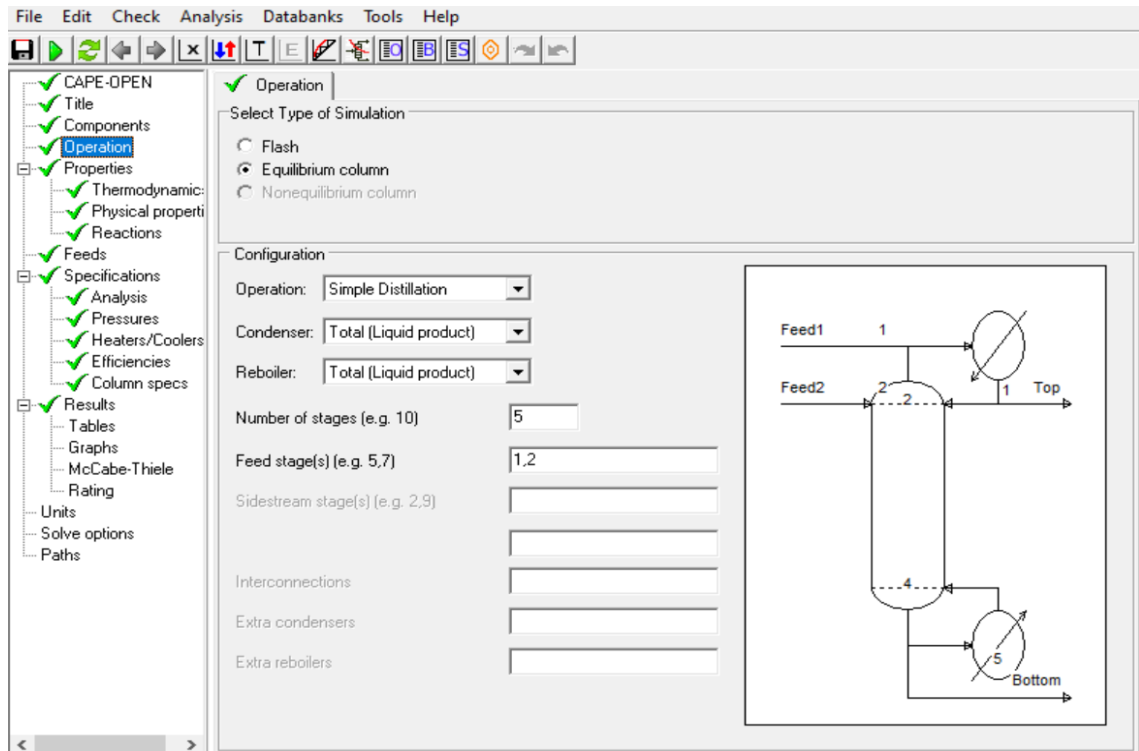 File Edit Check Analysis Databanks Tools Help
T E O B S
CAPE-OPEN
Title
Components
Operation
Properties
Thermodynamic:
Physical properti
Reactions
Feeds
Specifications
Analysis
Pressures
Heaters/Coolers
Efficiencies
Column specs
Results
Tables
Graphs
McCabe-Thiele
Rating
Units
Solve options
Paths
Operation
Select Type of Simulation
Flash
Equilibrium column
Nonequilibrium column
Configuration
Operation: Simple Distillation
Condenser: Total (Liquid product)
Reboiler: Total (Liquid product)
Number of stages (e.g. 10) 5
Feed stage(s) (e.g. 5,7) 1,2
Sidestream stage(s) (e.g. 2,9)
Interconnections
Extra condensers
Extra reboilers
Feed1 1
Feed2 2 2 1 Top
4
5
Bottom